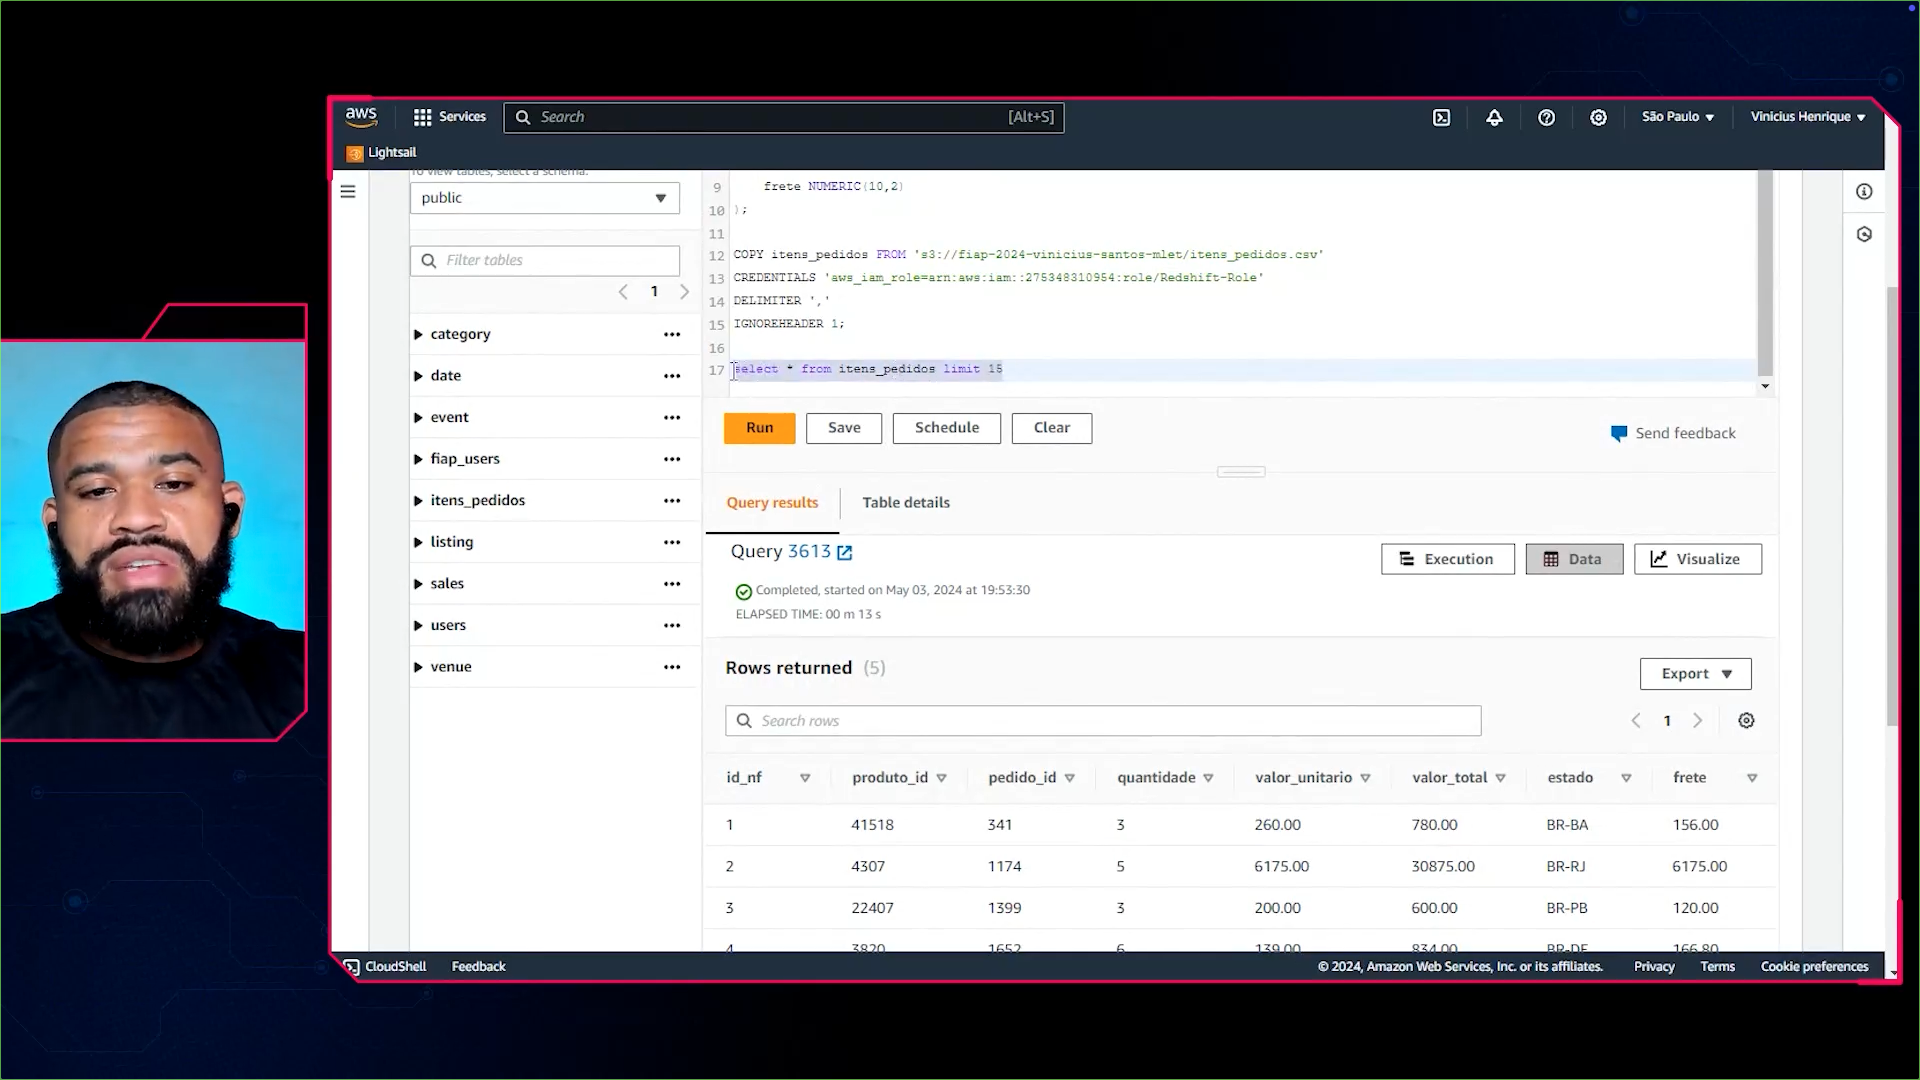 aws
Services
Search
[Alt+S]
São Paulo
Vinicius Henrique
Lightsail
To view tables, select a schema.
public
Filter tables
1
category
date
event
fiap_users
itens_pedidos
listing
sales
users
venue
9 frete NUMERIC(10,2)
10 );
11
12 COPY itens_pedidos FROM 's3://fiap-2024-vinicius-santos-mlet/itens_pedidos.csv'
13 CREDENTIALS 'aws_iam_role=arn:aws:iam::275348310954:role/Redshift-Role'
14 DELIMITER ','
15 IGNOREHEADER 1;
16
17 select * from itens_pedidos limit 15
Run Save Schedule Clear
Send feedback
Query results Table details
Query 3613
Execution Data Visualize
Completed, started on May 03, 2024 at 19:53:30
ELAPSED TIME: 00 m 13 s
Rows returned (5)
Export
Search rows
1
id_nf produto_id pedido_id quantidade valor_unitario valor_total estado frete
1 41518 341 3 260.00 780.00 BR-BA 156.00
2 4307 1174 5 6175.00 30875.00 BR-RJ 6175.00
3 22407 1399 3 200.00 600.00 BR-PB 120.00
4 3820 1652 6 139.00 834.00 BR-DF 166.80
CloudShell Feedback
© 2024, Amazon Web Services, Inc. or its affiliates. Privacy Terms Cookie preferences